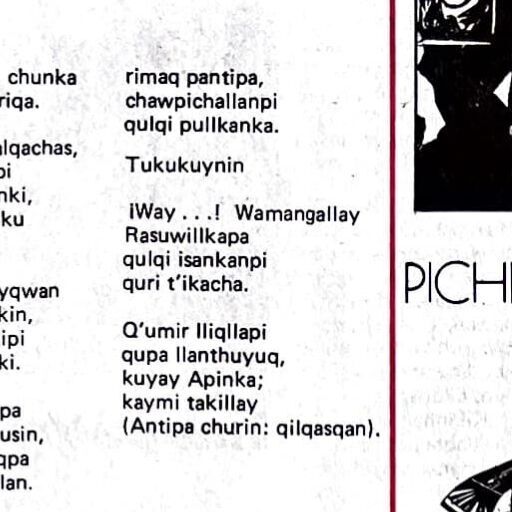 chunka
riqa.
alqachas,
pi
nki,
ku
yqwan
kin,
ipi
ki.
pa
usin,
qpa
lan.
rimaq pantipa,
chawpichallanpi
qulqi pullkanka.
Tukukuynin
¡Way . . .! Wamangallay
Rasuwillkapa
qulqi isankanpi
quri t'ikacha.
Q'umir lliqllapi
qupa llanthuyuq,
kuyay Apinka;
kaymi takillay
(Antipa churin: qilqasqan).
PICH